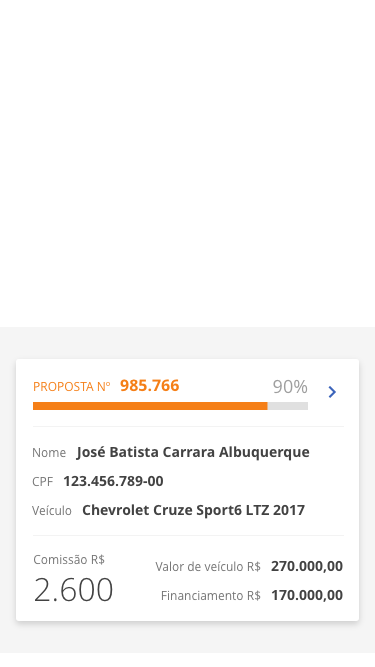 PROPOSTA Nº 985.766 90%
Nome José Batista Carrara Albuquerque
CPF 123.456.789-00
Veículo Chevrolet Cruze Sport6 LTZ 2017
Comissão R$
2.600
Valor de veículo R$ 270.000,00
Financiamento R$ 170.000,00